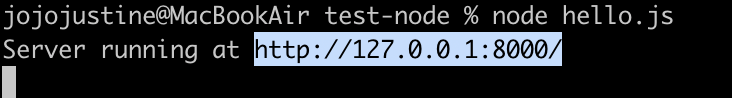 jojojustine@MacBookAir test-node % node hello.js
Server running at http://127.0.0.1:8000/